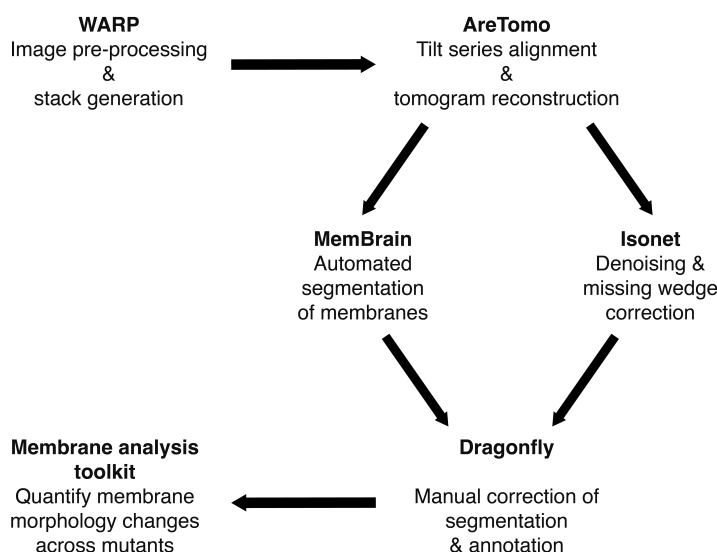 WARP
Image pre-processing
&
stack generation
AreTomo
Tilt series alignment
&
tomogram reconstruction
MemBrain
Automated
segmentation
of membranes
Isonet
Denoising &
missing wedge
correction
Dragonfly
Manual correction of
segmentation
& annotation
Membrane analysis
toolkit
Quantify membrane
morphology changes
across mutants